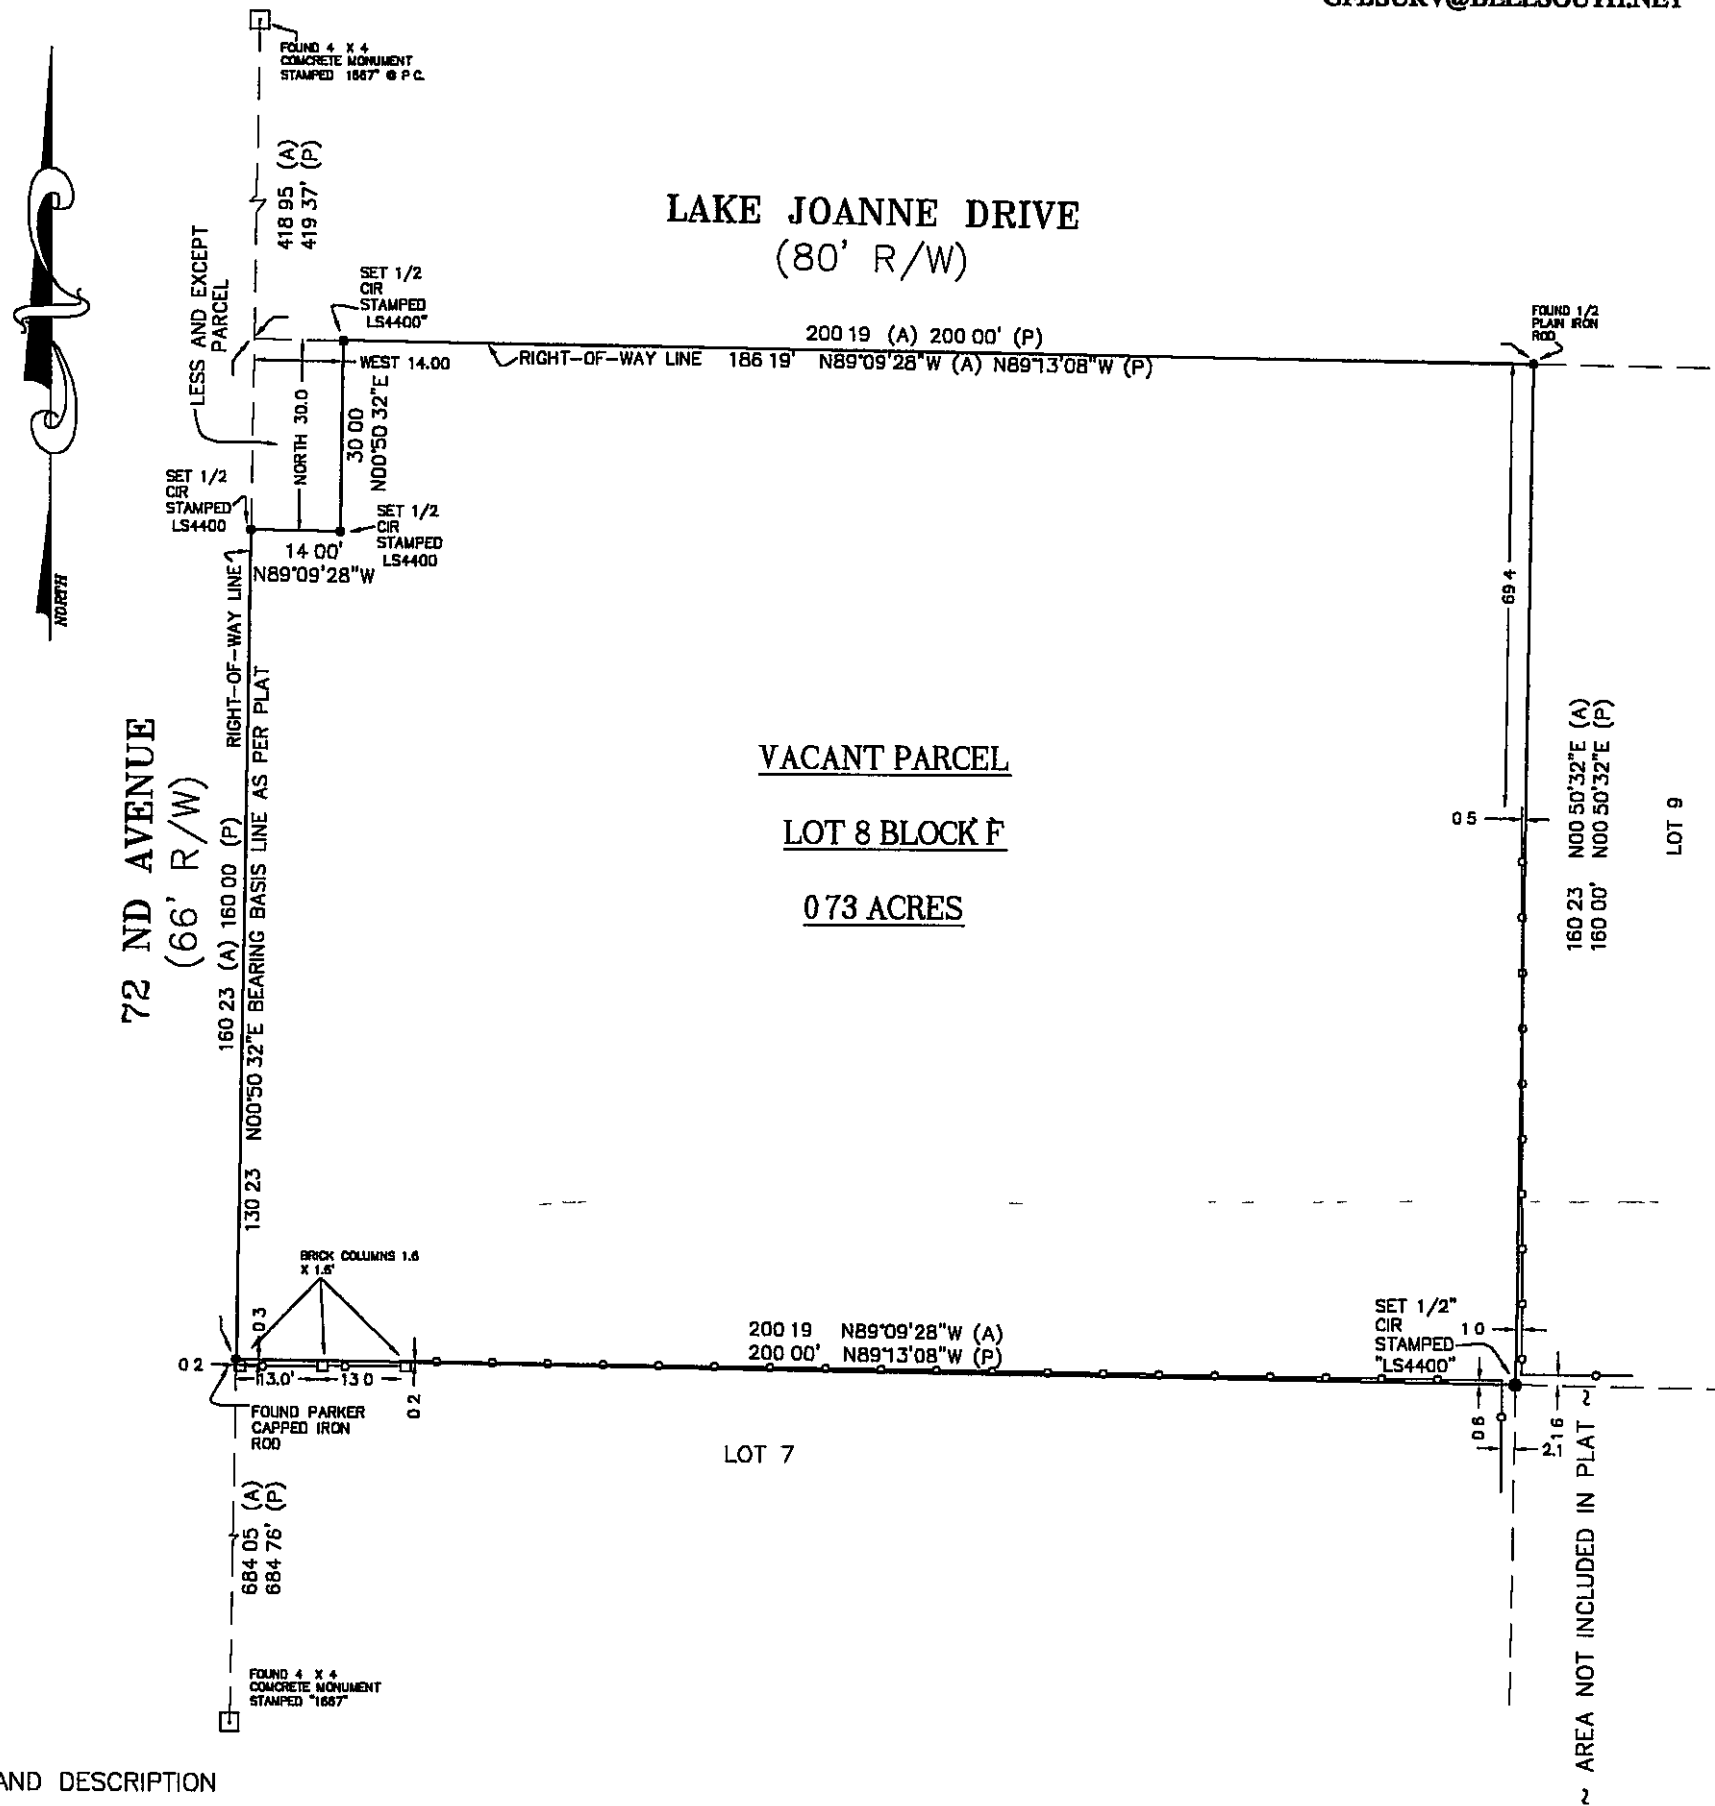 FOUND 4 X 4
COMCRETE MONUMENT
STAMPED 1667" @ P C.
418 95 (A)
419 37' (P)
LAKE JOANNE DRIVE
(80' R/W)
LESS AND EXCEPT
PARCEL
SET 1/2
CIR
STAMPED
LS4400"
FOUND 1/2
PLAIN IRON
ROD
200 19 (A) 200 00' (P)
WEST 14.00
RIGHT-OF-WAY LINE 186 19' N89°09'28"W (A) N89°13'08"W (P)
NORTH 30.0
30 00
N00°50 32"E
SET 1/2
CIR
STAMPED
LS4400
SET 1/2
CIR
STAMPED
LS4400
14 00'
N89°09'28"W
NORTH
69 4
72 ND AVENUE
(66' R/W)
RIGHT-OF-WAY LINE
160 23 (A) 160 00 (P)
130 23 N00°50 32"E BEARING BASIS LINE AS PER PLAT
VACANT PARCEL
LOT 8 BLOCK F
0 73 ACRES
0 5
160 23 N00 50'32"E (A)
160 00' N00 50'32"E (P)
LOT 9
BRICK COLUMNS 1.6
X 1.6'
0 3
0 2
13.0'
13 0
0 2
200 19 N89°09'28"W (A)
200 00' N89°13'08"W (P)
SET 1/2"
CIR
STAMPED
"LS4400"
1 0
FOUND PARKER
CAPPED IRON
ROD
LOT 7
0 6
1 6
2.1
684 05 (A)
684 76' (P)
~ AREA NOT INCLUDED IN PLAT ~
FOUND 4 X 4
COMCRETE MONUMENT
STAMPED "1667"
AND DESCRIPTION